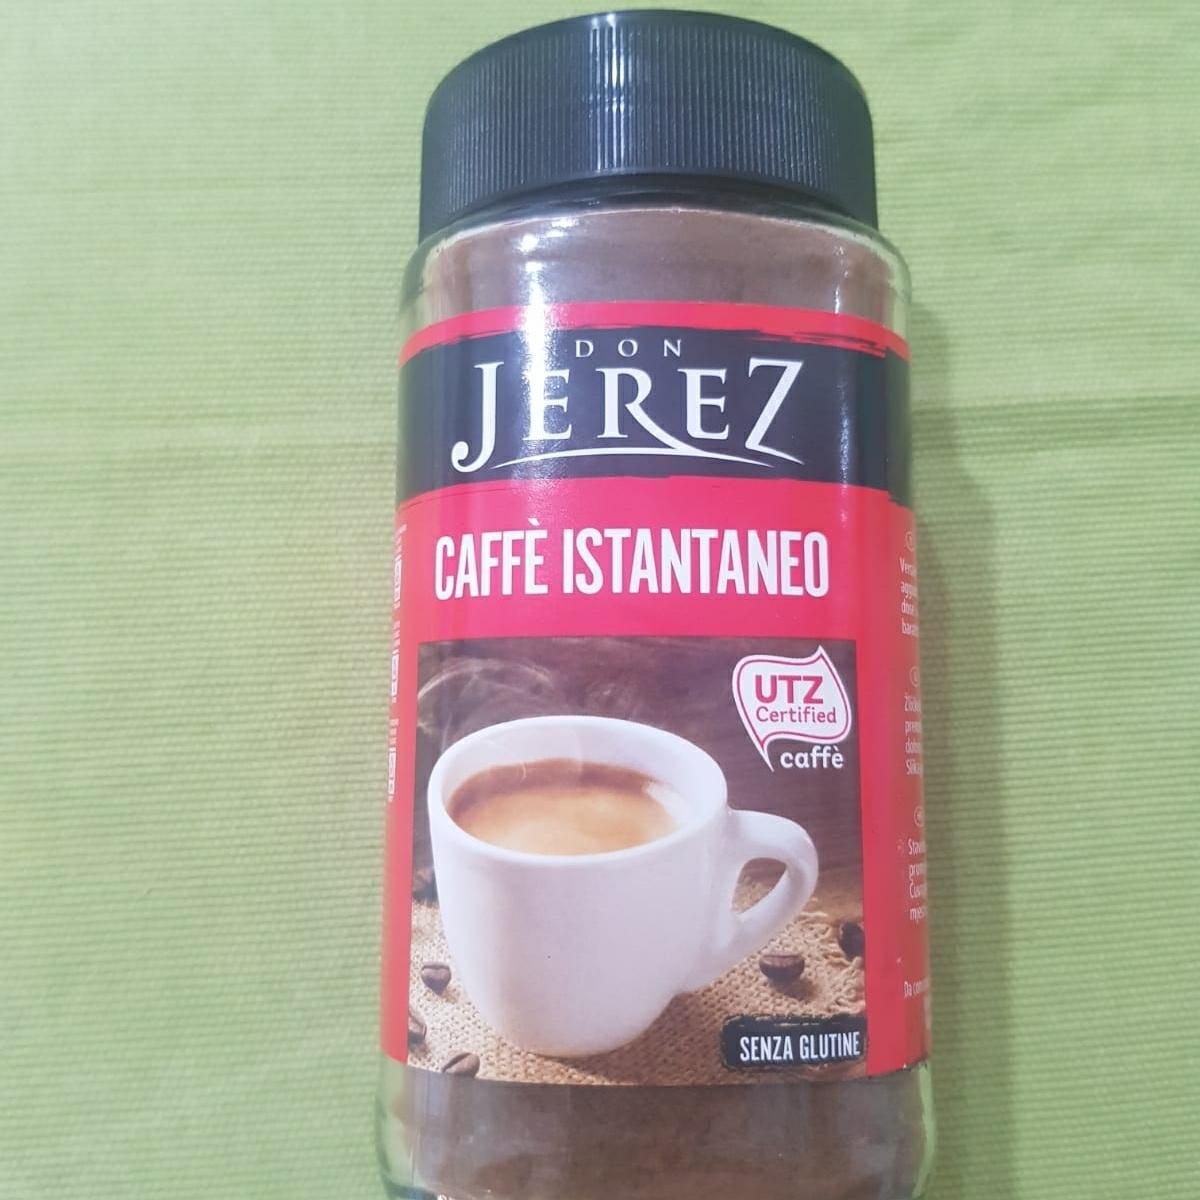 DON
JEREZ
CAFFÈ ISTANTANEO
UTZ
Certified
caffè
SENZA GLUTINE